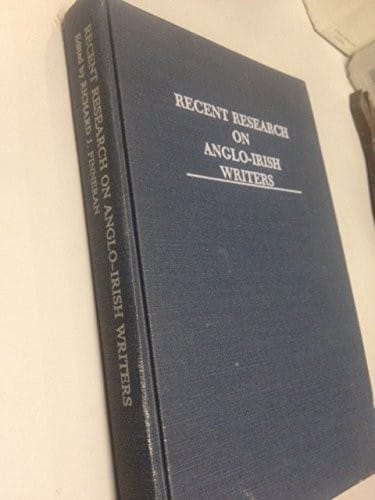 RECENT RESEARCH
ON
ANGLO-IRISH
WRITERS
RECENT RESEARCH ON ANGLO-IRISH WRITERS
Edited by RICHARD J. FINNERAN